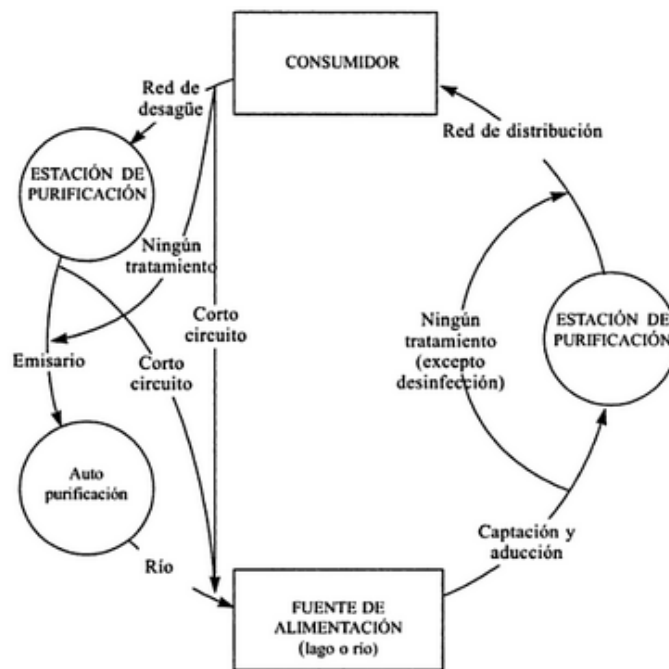 CONSUMIDOR
Red de
desagüe
Red de distribución
ESTACIÓN DE
PURIFICACIÓN
Ningún
tratamiento
Corto
circuito
Ningún
tratamiento
(excepto
desinfección)
ESTACIÓN DE
PURIFICACIÓN
Emisario
Corto
circuito
Auto
purificación
Captación y
aducción
Río
FUENTE DE
ALIMENTACIÓN
(lago o río)